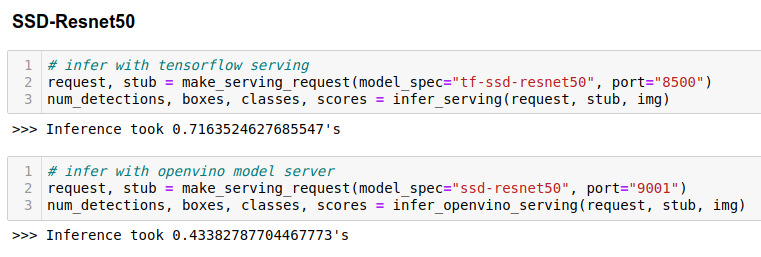 SSD-Resnet50
1 # infer with tensorflow serving
2 request, stub = make_serving_request(model_spec="tf-ssd-resnet50", port="8500")
3 num_detections, boxes, classes, scores = infer_serving(request, stub, img)
>>> Inference took 0.7163524627685547's
1 # infer with openvino model server
2 request, stub = make_serving_request(model_spec="ssd-resnet50", port="9001")
3 num_detections, boxes, classes, scores = infer_openvino_serving(request, stub, img)
>>> Inference took 0.43382787704467773's